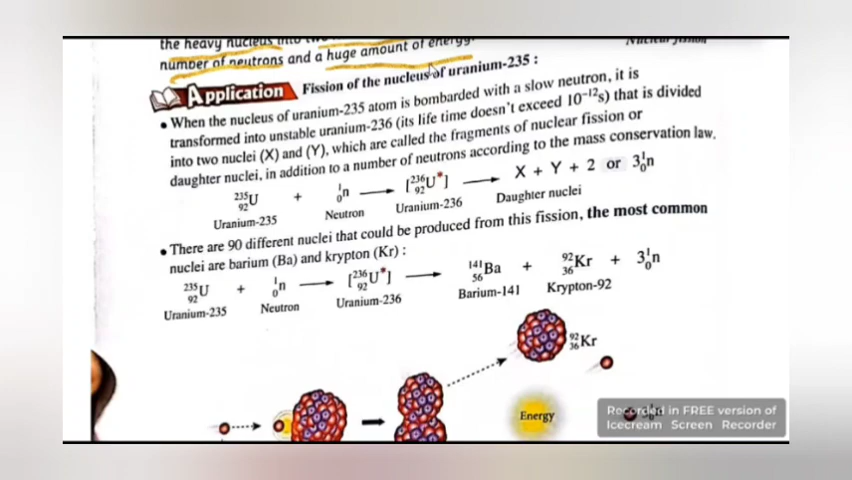 the heavy nucleus into two
number of neutrons and a huge amount of energy.
Nuclear fission
Application Fission of the nucleus of uranium-235 :
• When the nucleus of uranium-235 atom is bombarded with a slow neutron, it is
transformed into unstable uranium-236 (its life time doesn't exceed 10⁻¹²s) that is divided
into two nuclei (X) and (Y), which are called the fragments of nuclear fission or
daughter nuclei, in addition to a number of neutrons according to the mass conservation law.
²³⁵₉₂U + ¹₀n ⟶ [²³⁶₉₂U*] ⟶ X + Y + 2 or 3¹₀n
Uranium-235 Neutron Uranium-236 Daughter nuclei
• There are 90 different nuclei that could be produced from this fission, the most common
nuclei are barium (Ba) and krypton (Kr) :
²³⁵₉₂U + ¹₀n ⟶ [²³⁶₉₂U*] ⟶ ¹⁴¹₅₆Ba + ⁹²₃₆Kr + 3¹₀n
Uranium-235 Neutron Uranium-236 Barium-141 Krypton-92
⁹²₃₆Kr
Energy
Recorded in FREE version of
Icecream Screen Recorder